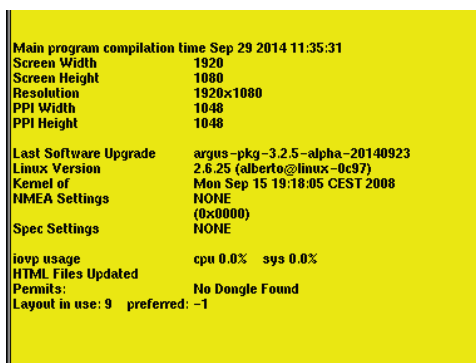 Main program compilation time Sep 29 2014 11:35:31
Screen Width 1920
Screen Height 1080
Resolution 1920x1080
PPI Width 1048
PPI Height 1048
Last Software Upgrade argus-pkg-3.2.5-alpha-20140923
Linux Version 2.6.25 (alberto@linux-0c97)
Kernel of Mon Sep 15 19:18:05 CEST 2008
NMEA Settings NONE
(0x0000)
Spec Settings NONE
iovp usage cpu 0.0% sys 0.0%
HTML Files Updated
Permits: No Dongle Found
Layout in use: 9 preferred: -1